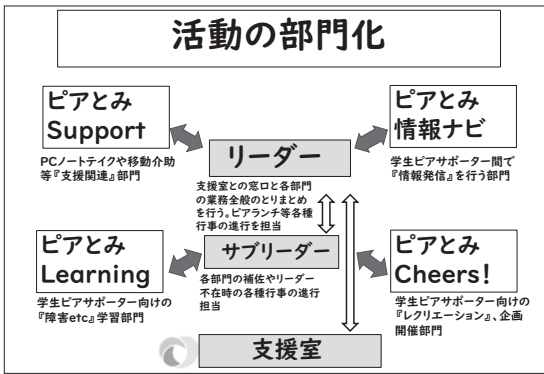 活動の部門化
ピアとみ
Support
PCノートテイクや移動介助
等『支援関連』部門
ピアとみ
情報ナビ
学生ピアサポーター間で
『情報発信』を行う部門
リーダー
支援室との窓口と各部門
の業務全般のとりまとめ
を行う。ピアランチ等各種
行事の進行を担当
サブリーダー
各部門の補佐やリーダー
不在時の各種行事の進行
担当
ピアとみ
Learning
学生ピアサポーター向けの
『障害etc』学習部門
ピアとみ
Cheers!
学生ピアサポーター向けの
『レクリエーション』、企画
開催部門
支援室